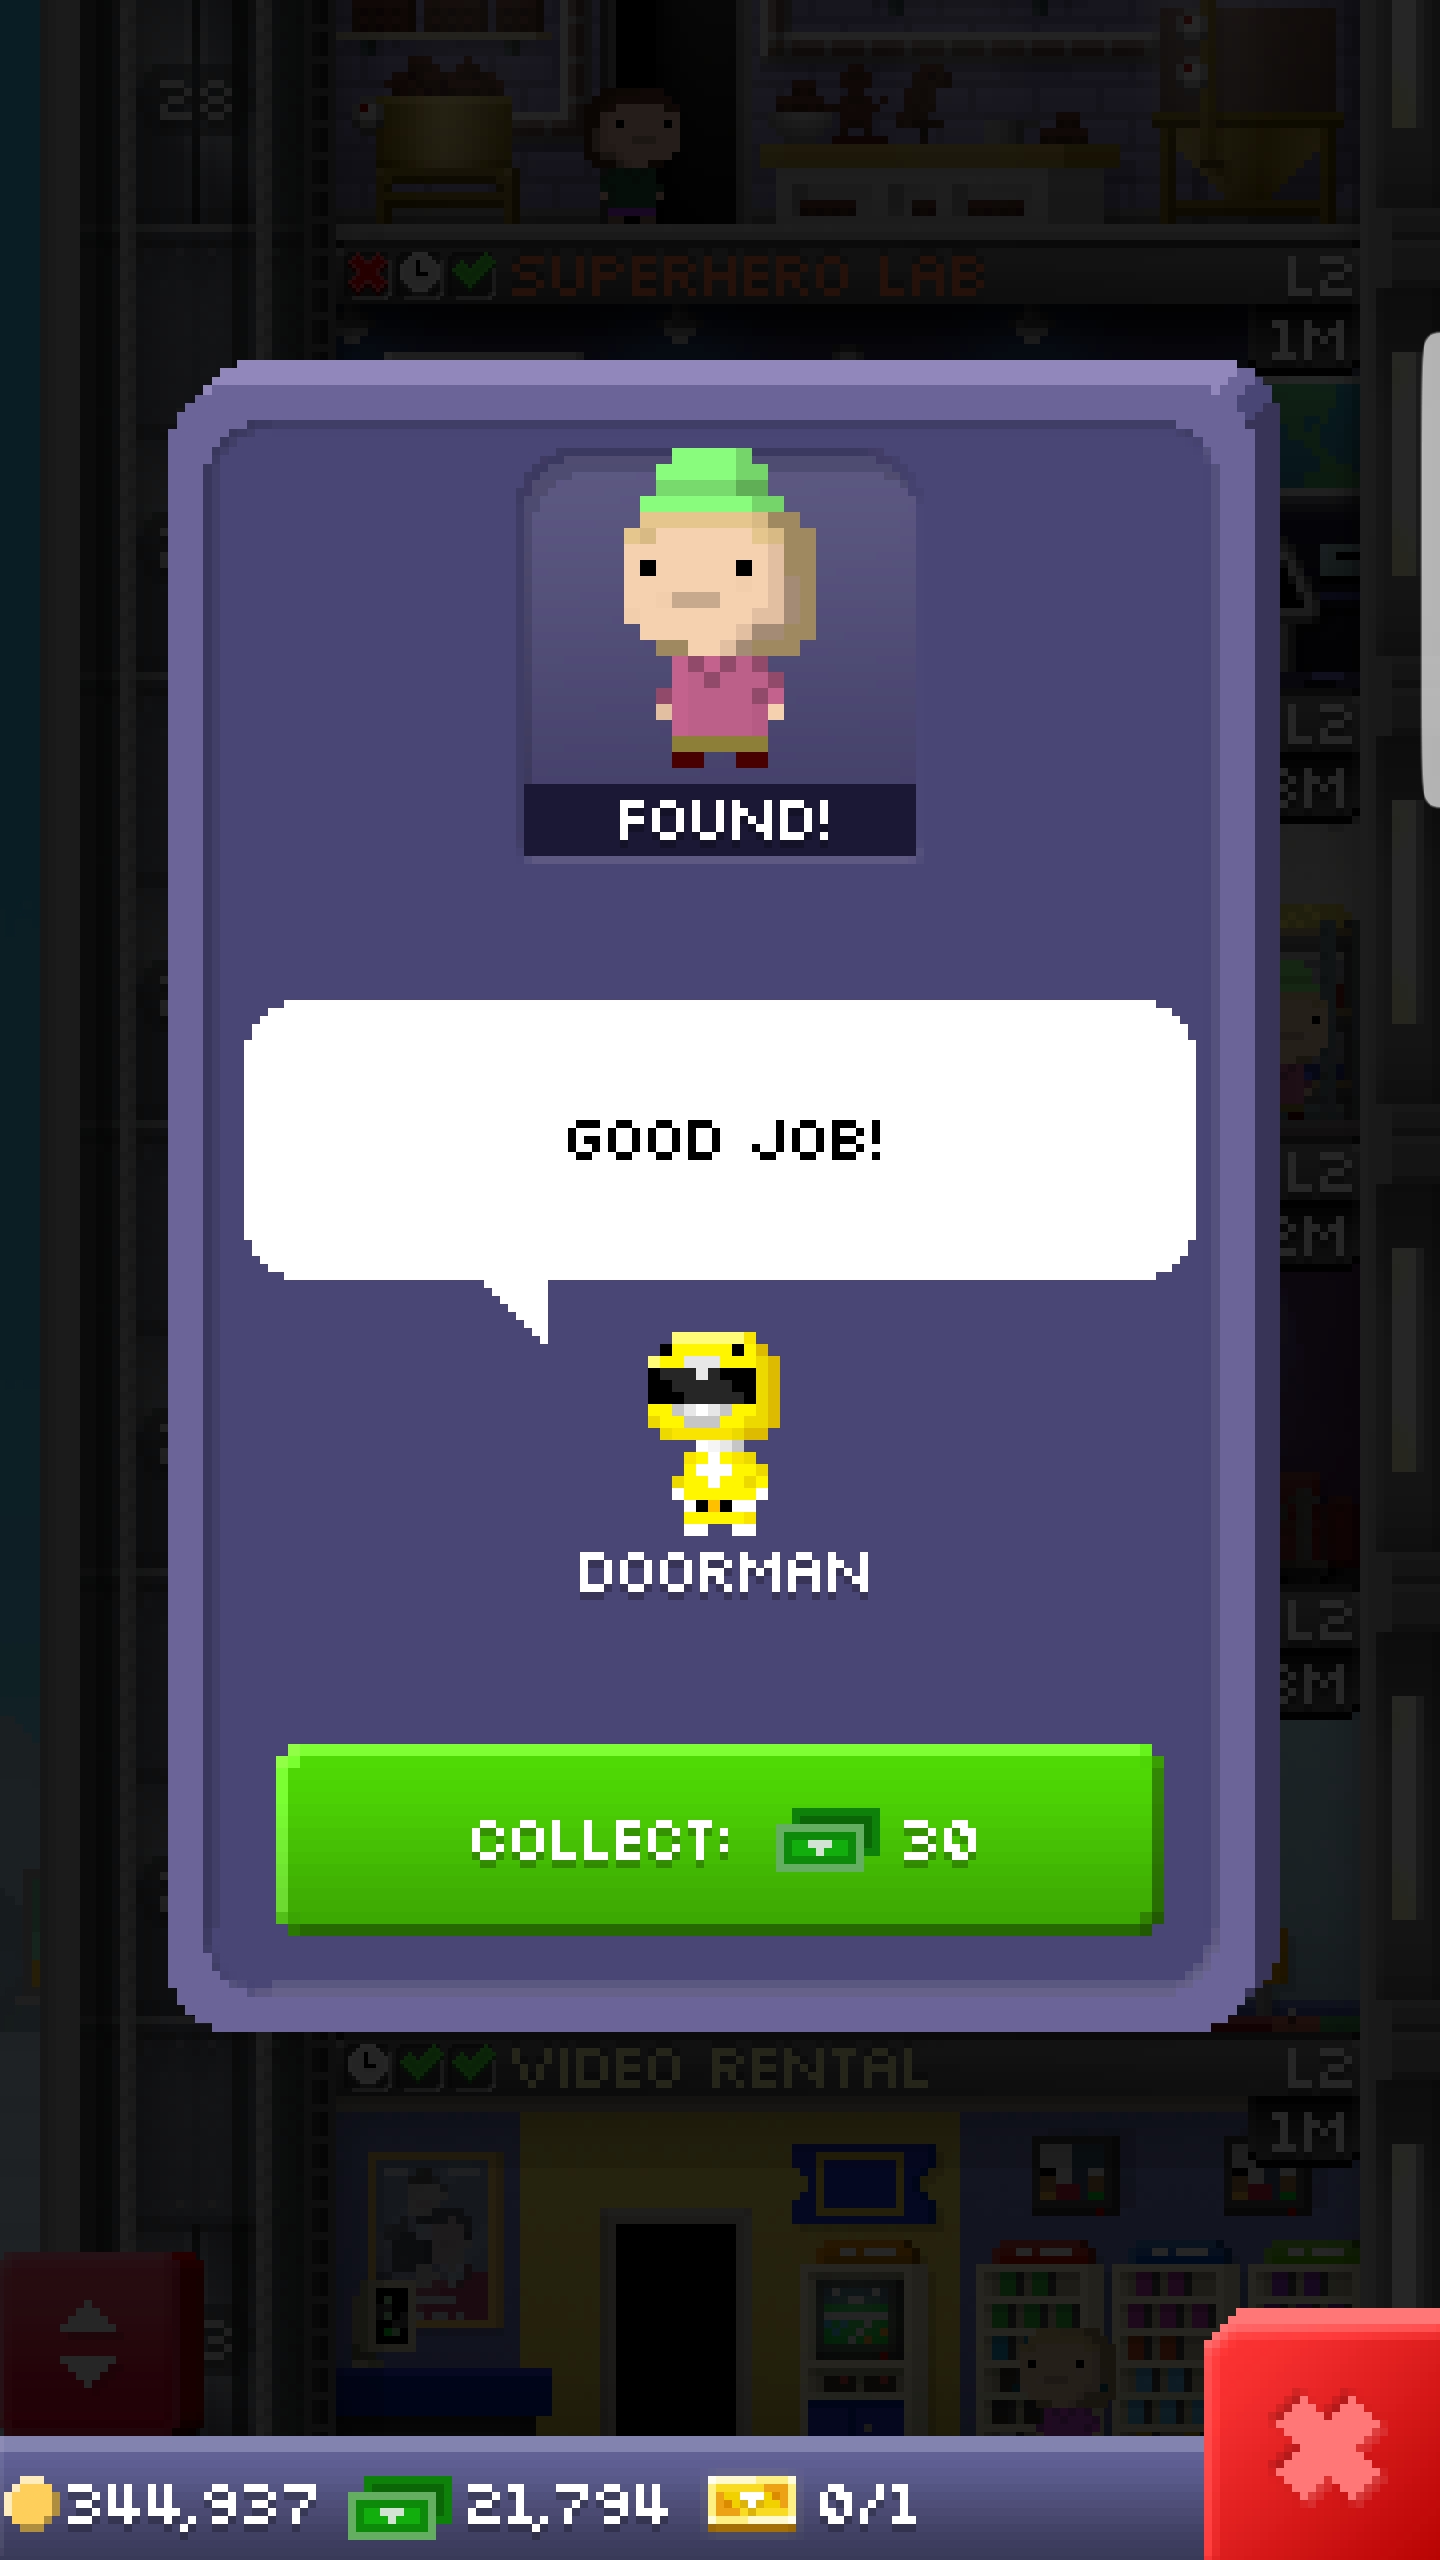 28
SUPERHERO LAB L2
1M
L2
3M
FOUND!
L2
2M
GOOD JOB!
DOORMAN
L2
3M
COLLECT: 30
VIDEO RENTAL L2
1M
344,937 21,794 0/1